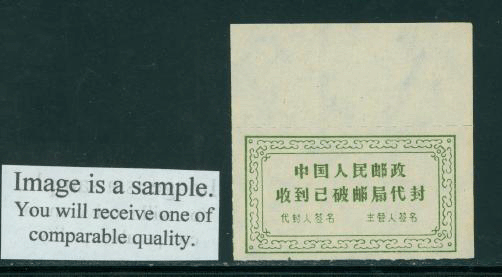 Image is a sample.
You will receive one of
comparable quality.
中国人民邮政
收到已破邮局代封
代封人签名 主管人签名